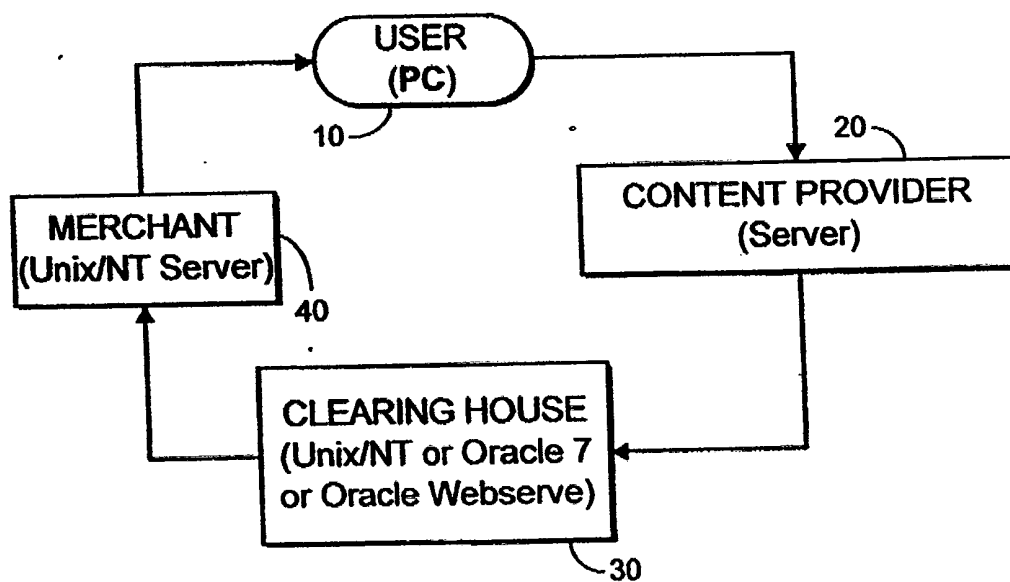 USER
(PC)
10
20
CONTENT PROVIDER
(Server)
MERCHANT
(Unix/NT Server)
40
CLEARING HOUSE
(Unix/NT or Oracle 7
or Oracle Webserve)
30